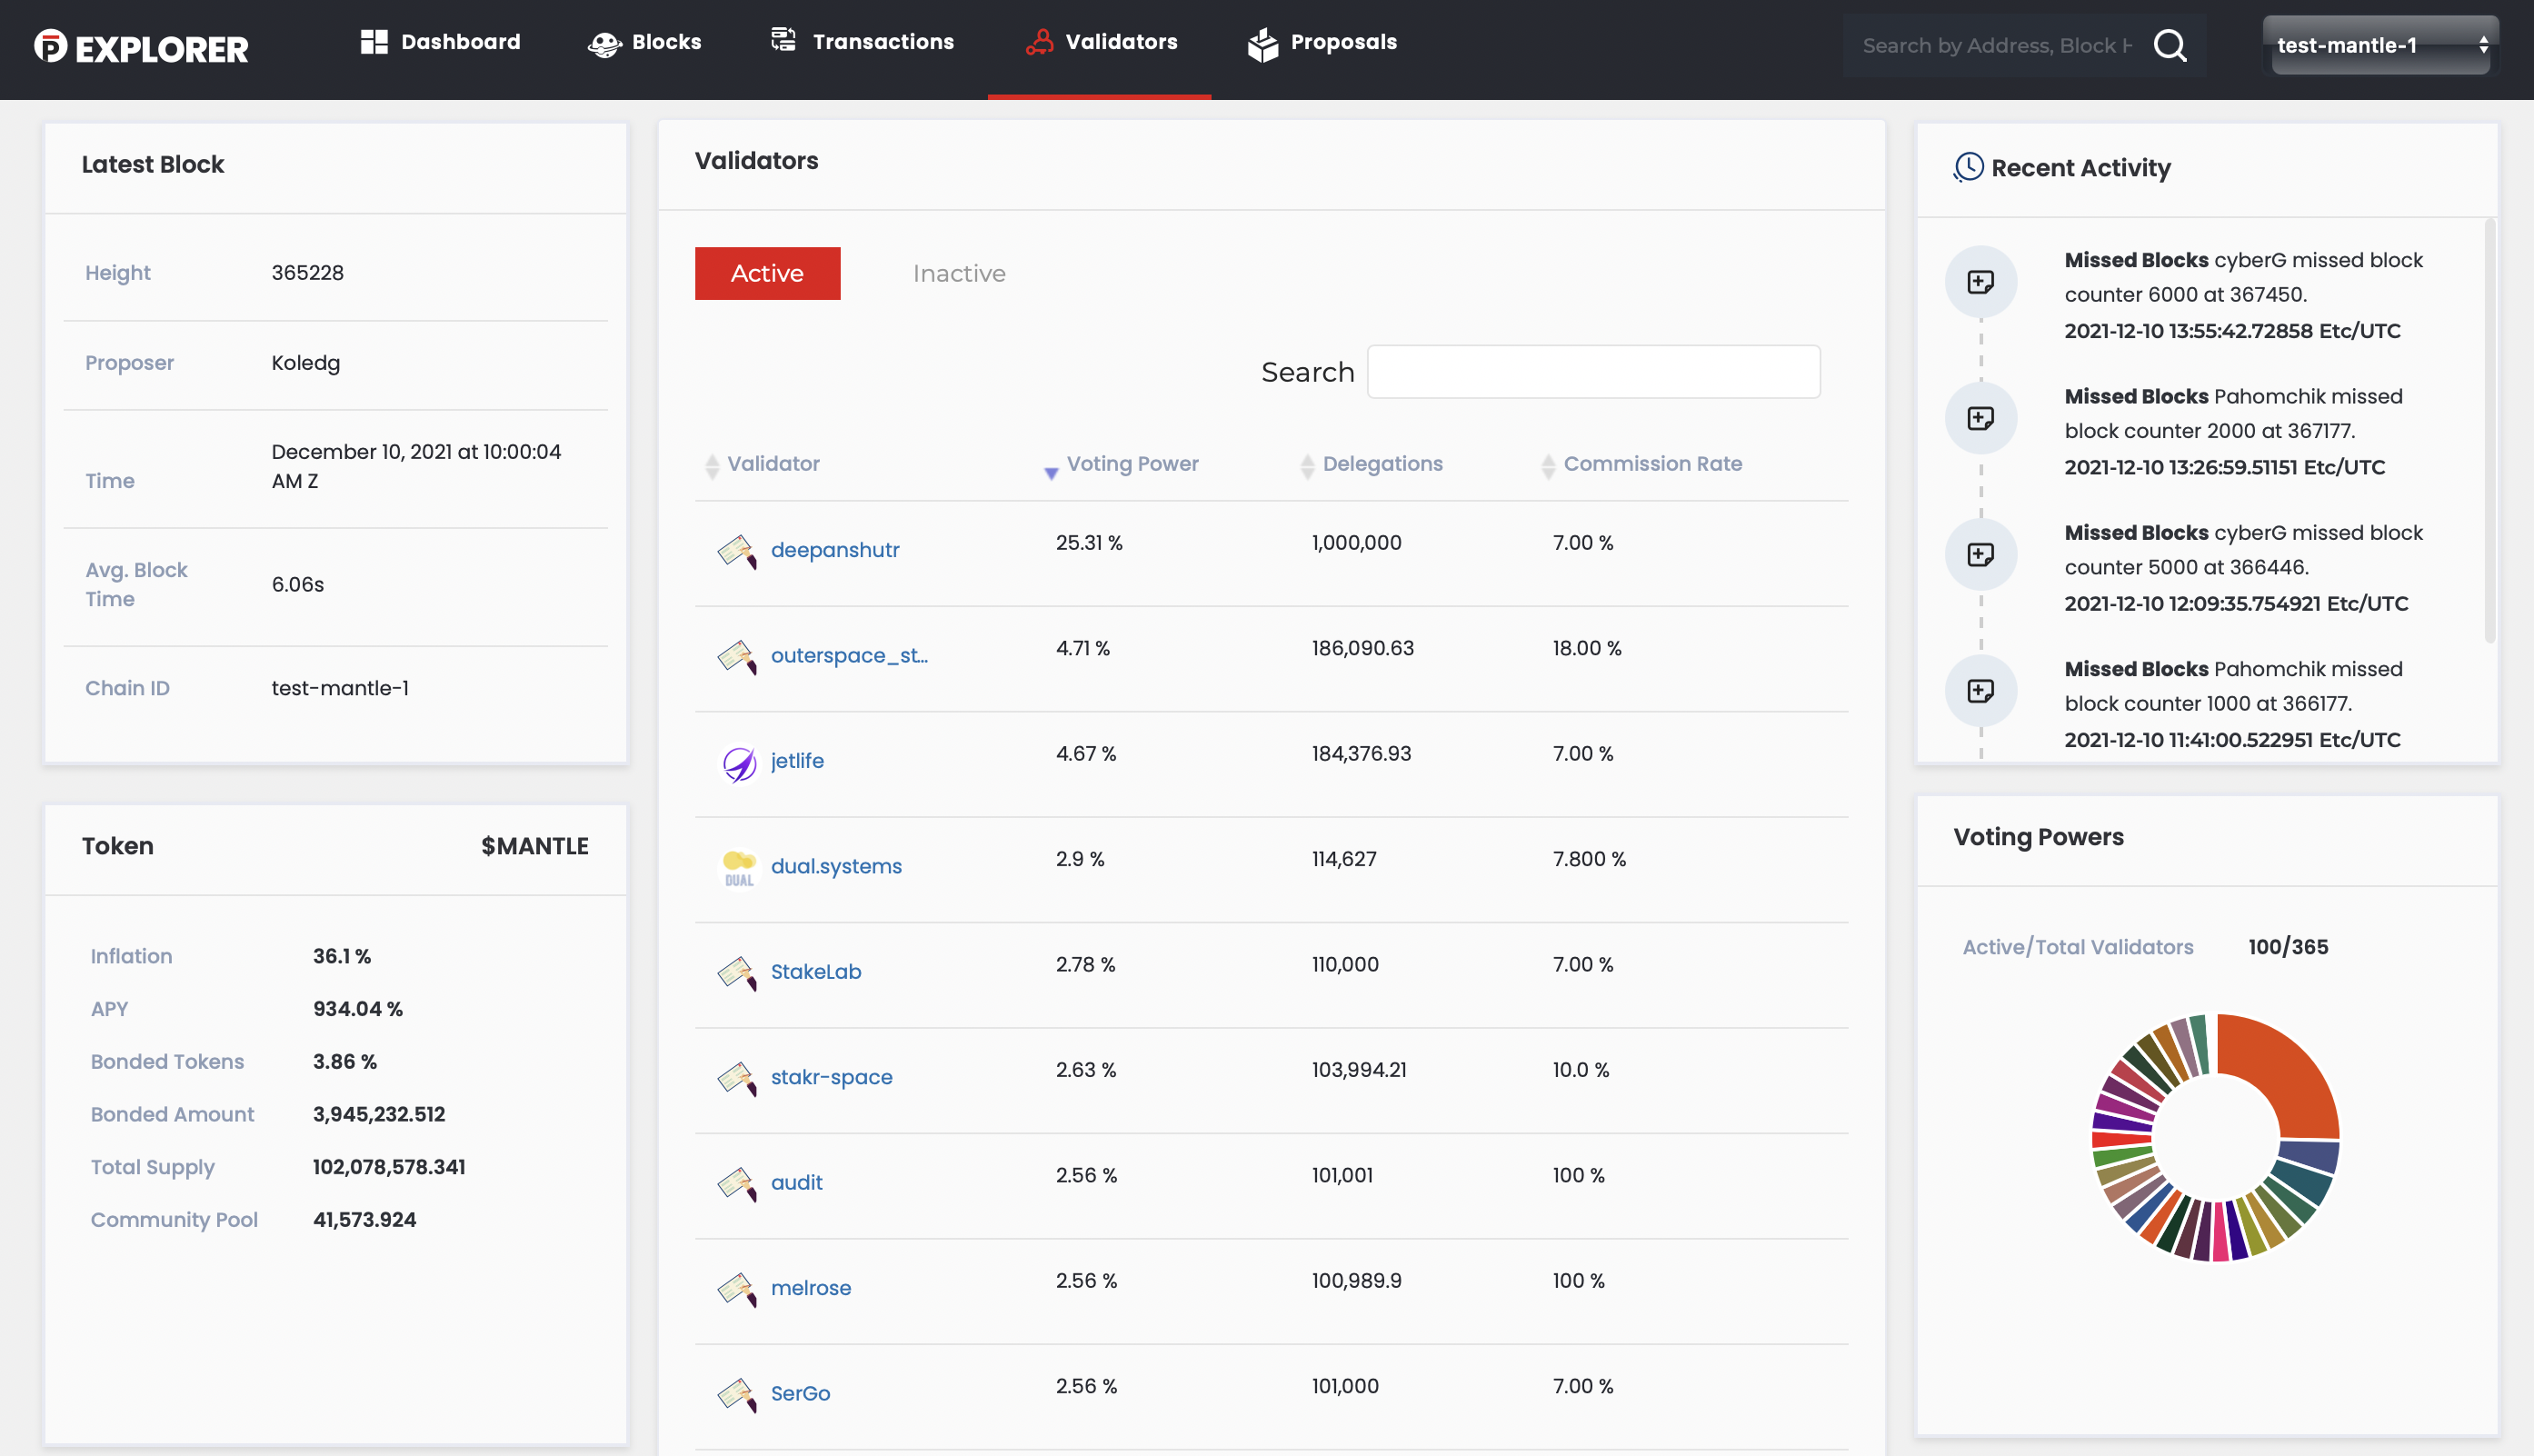 EXPLORER
Dashboard
Blocks
Transactions
Validators
Proposals
Search by Address, Block H
test-mantle-1
Latest Block
Height 365228
Proposer Koledg
Time December 10, 2021 at 10:00:04
AM Z
Avg. Block
Time 6.06s
Chain ID test-mantle-1
Token $MANTLE
Inflation 36.1 %
APY 934.04 %
Bonded Tokens 3.86 %
Bonded Amount 3,945,232.512
Total Supply 102,078,578.341
Community Pool 41,573.924
Validators
Active Inactive
Search
Validator Voting Power Delegations Commission Rate
deepanshutr 25.31 % 1,000,000 7.00 %
outerspace_st... 4.71 % 186,090.63 18.00 %
jetlife 4.67 % 184,376.93 7.00 %
DUAL dual.systems 2.9 % 114,627 7.800 %
StakeLab 2.78 % 110,000 7.00 %
stakr-space 2.63 % 103,994.21 10.0 %
audit 2.56 % 101,001 100 %
melrose 2.56 % 100,989.9 100 %
SerGo 2.56 % 101,000 7.00 %
Recent Activity
Missed Blocks cyberG missed block
counter 6000 at 367450.
2021-12-10 13:55:42.72858 Etc/UTC
Missed Blocks Pahomchik missed
block counter 2000 at 367177.
2021-12-10 13:26:59.51151 Etc/UTC
Missed Blocks cyberG missed block
counter 5000 at 366446.
2021-12-10 12:09:35.754921 Etc/UTC
Missed Blocks Pahomchik missed
block counter 1000 at 366177.
2021-12-10 11:41:00.522951 Etc/UTC
Voting Powers
Active/Total Validators 100/365